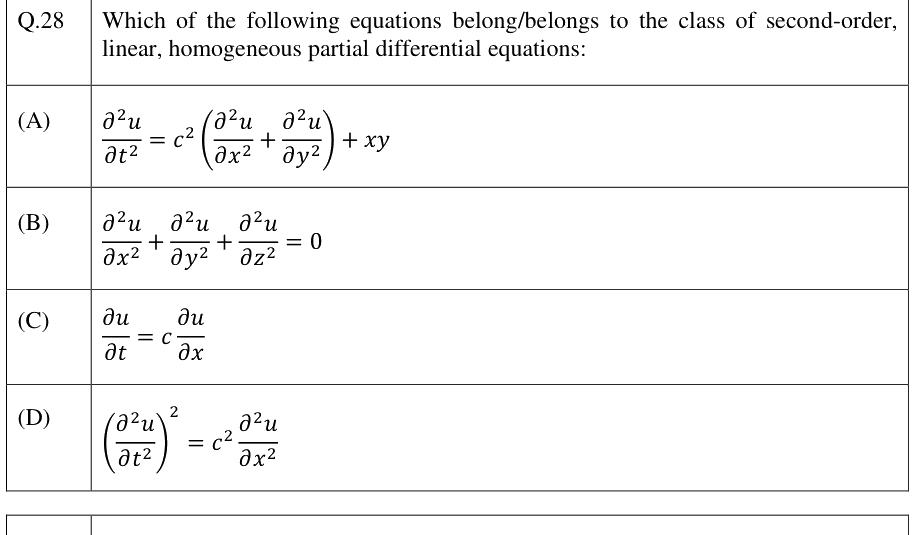 Q.28 Which of the following equations belong/belongs to the class of second-order,
linear, homogeneous partial differential equations:
(A) ∂²u/∂t² = c² (∂²u/∂x² + ∂²u/∂y²) + xy
(B) ∂²u/∂x² + ∂²u/∂y² + ∂²u/∂z² = 0
(C) ∂u/∂t = c ∂u/∂x
(D) (∂²u/∂t²)² = c² ∂²u/∂x²